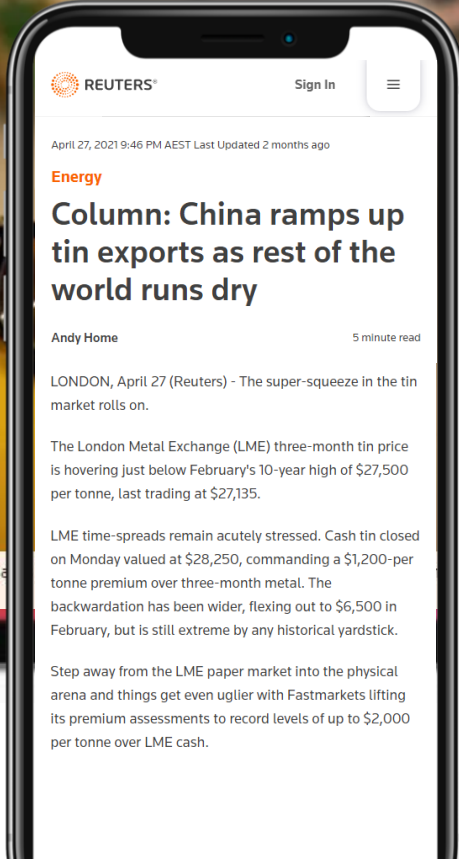 REUTERS®
Sign In
April 27, 2021 9:46 PM AEST Last Updated 2 months ago
Energy
Column: China ramps up
tin exports as rest of the
world runs dry
Andy Home
5 minute read
LONDON, April 27 (Reuters) - The super-squeeze in the tin
market rolls on.
The London Metal Exchange (LME) three-month tin price
is hovering just below February's 10-year high of $27,500
per tonne, last trading at $27,135.
LME time-spreads remain acutely stressed. Cash tin closed
on Monday valued at $28,250, commanding a $1,200-per
tonne premium over three-month metal. The
backwardation has been wider, flexing out to $6,500 in
February, but is still extreme by any historical yardstick.
Step away from the LME paper market into the physical
arena and things get even uglier with Fastmarkets lifting
its premium assessments to record levels of up to $2,000
per tonne over LME cash.